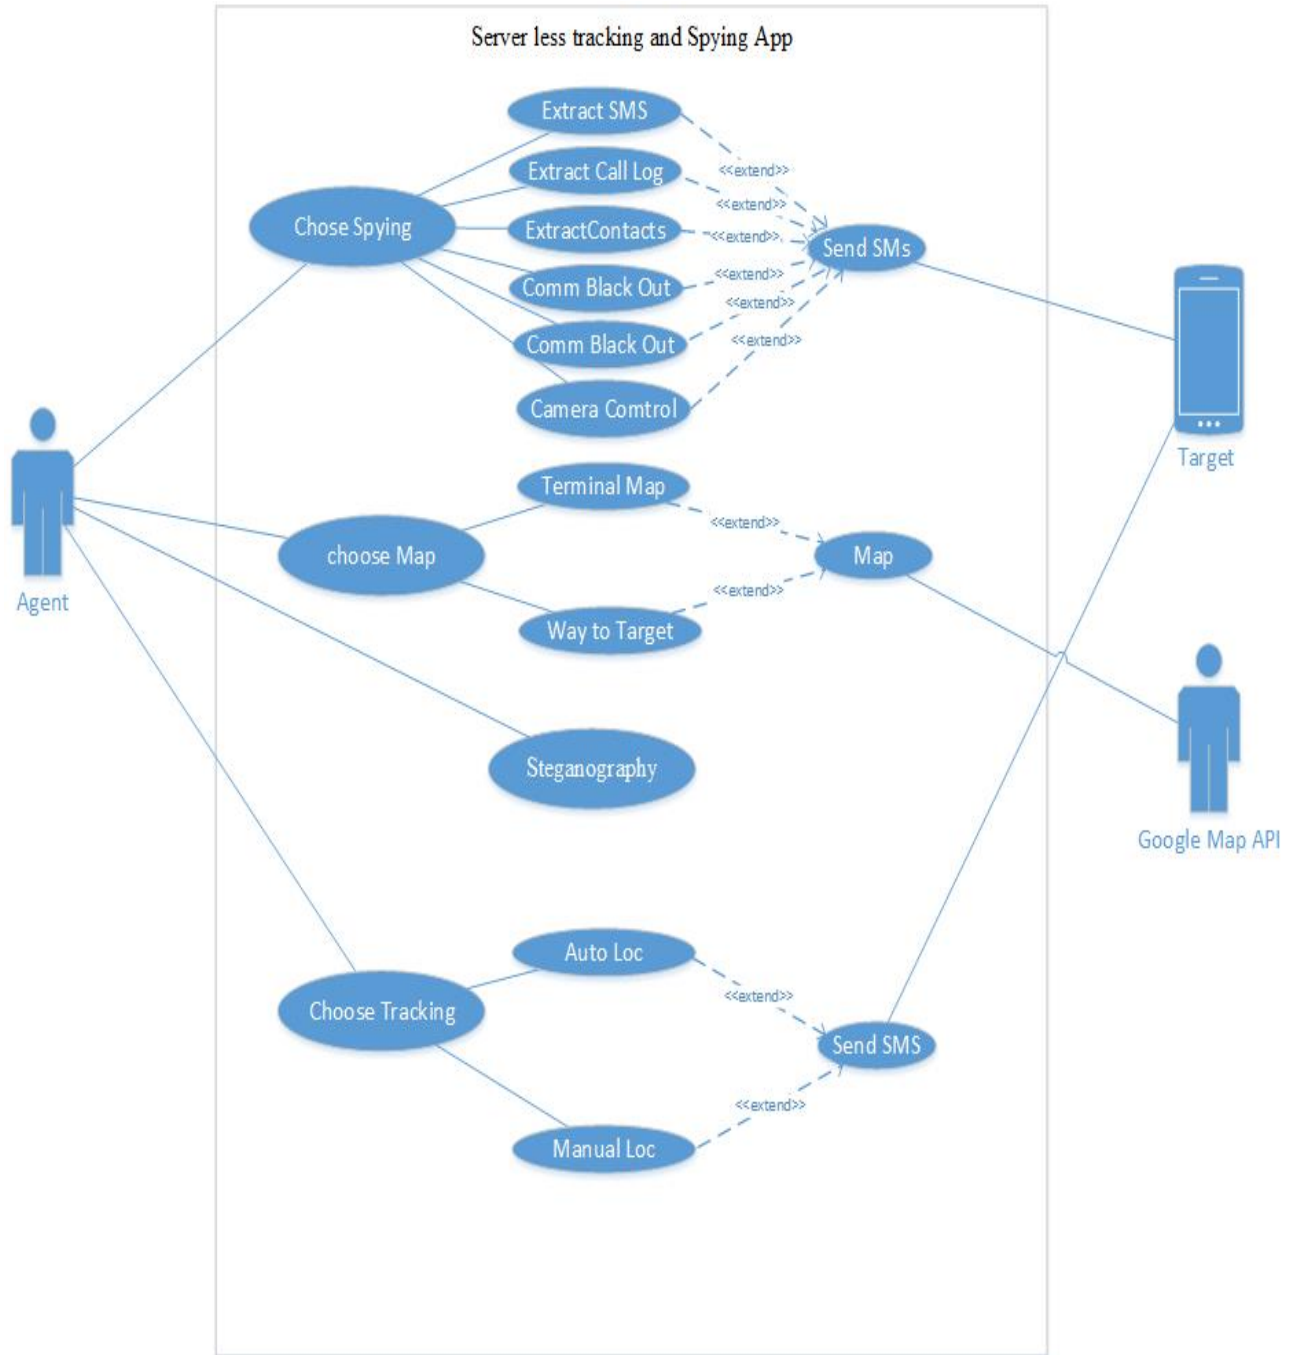 Server less tracking and Spying App
Extract SMS
<<extend>>
Extract Call Log
<<extend>>
Chose Spying
ExtractContacts
<<extend>>
Send SMs
Comm Black Out
<<extend>>
<<extend>>
Comm Black Out
<<extend>>
Camera Comtrol
Target
Terminal Map
<<extend>>
choose Map
Map
<<extend>>
Agent
Way to Target
Steganography
Google Map API
Auto Loc
<<extend>>
Choose Tracking
Send SMS
<<extend>>
Manual Loc